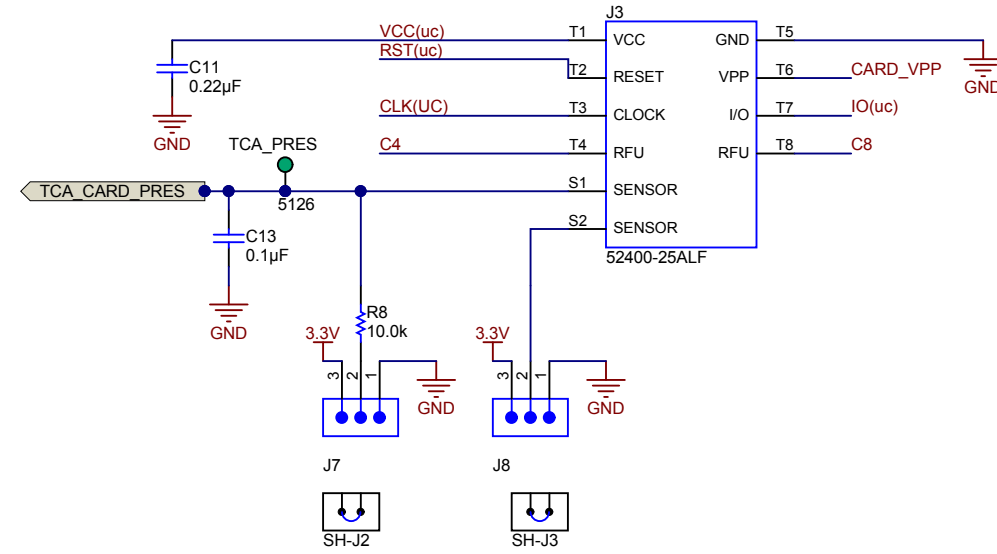 J3
VCC(uc)
T1
VCC
GND
T5
RST(uc)
T2
RESET
VPP
T6
CARD_VPP
GND
C11
0.22µF
GND
CLK(UC)
T3
CLOCK
I/O
T7
IO(uc)
TCA_PRES
C4
T4
RFU
RFU
T8
C8
TCA_CARD_PRES
5126
S1
SENSOR
S2
SENSOR
C13
0.1µF
52400-25ALF
GND
R8
10.0k
3.3V
3
2
1
GND
3.3V
3
2
1
GND
J7
J8
SH-J2
SH-J3